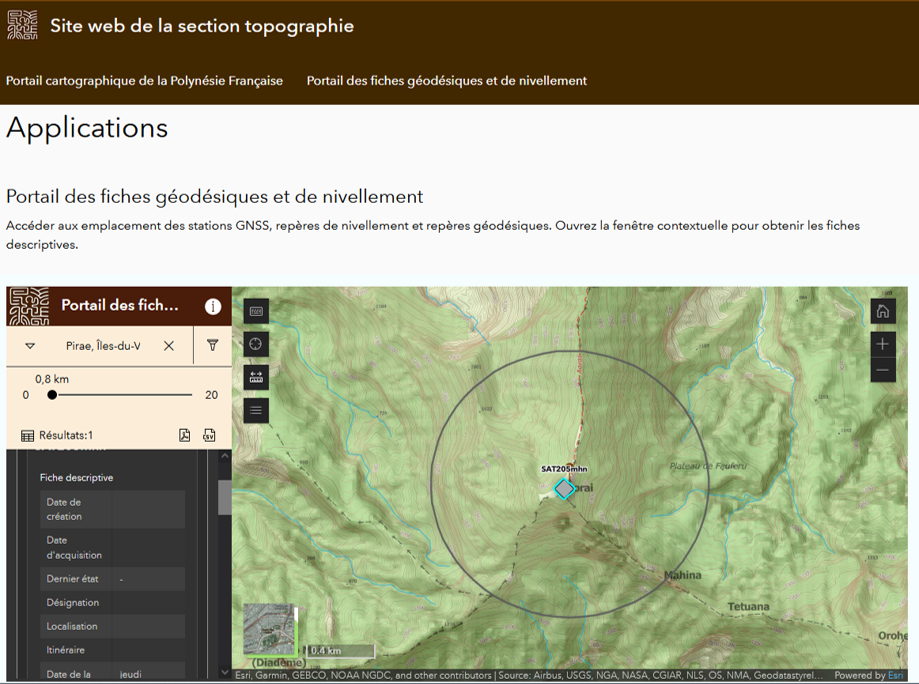 Site web de la section topographie
Portail cartographique de la Polynésie Française
Portail des fiches géodésiques et de nivellement
Applications
Portail des fiches géodésiques et de nivellement
Accéder aux emplacement des stations GNSS, repères de nivellement et repères géodésiques. Ouvrez la fenêtre contextuelle pour obtenir les fiches
descriptives.
Portail des fich...
Pirae, Îles-du-V
0,8 km
0
20
Résultats:1
Fiche descriptive
Date de
création
Date
d'acquisition
Dernier état -
Désignation
Localisation
Itinéraire
Date de la jeudi
SAT205mhn
Plateau de Fiuforu
Mahina
Tetuana
Orohe
(Diadème)
0.4 km
Esri, Garmin, GEBCO, NOAA NGDC, and other contributors | Source: Airbus, USGS, NGA, NASA, CGIAR, NLS, OS, NMA, Geodatastyrel...
Powered by Esri